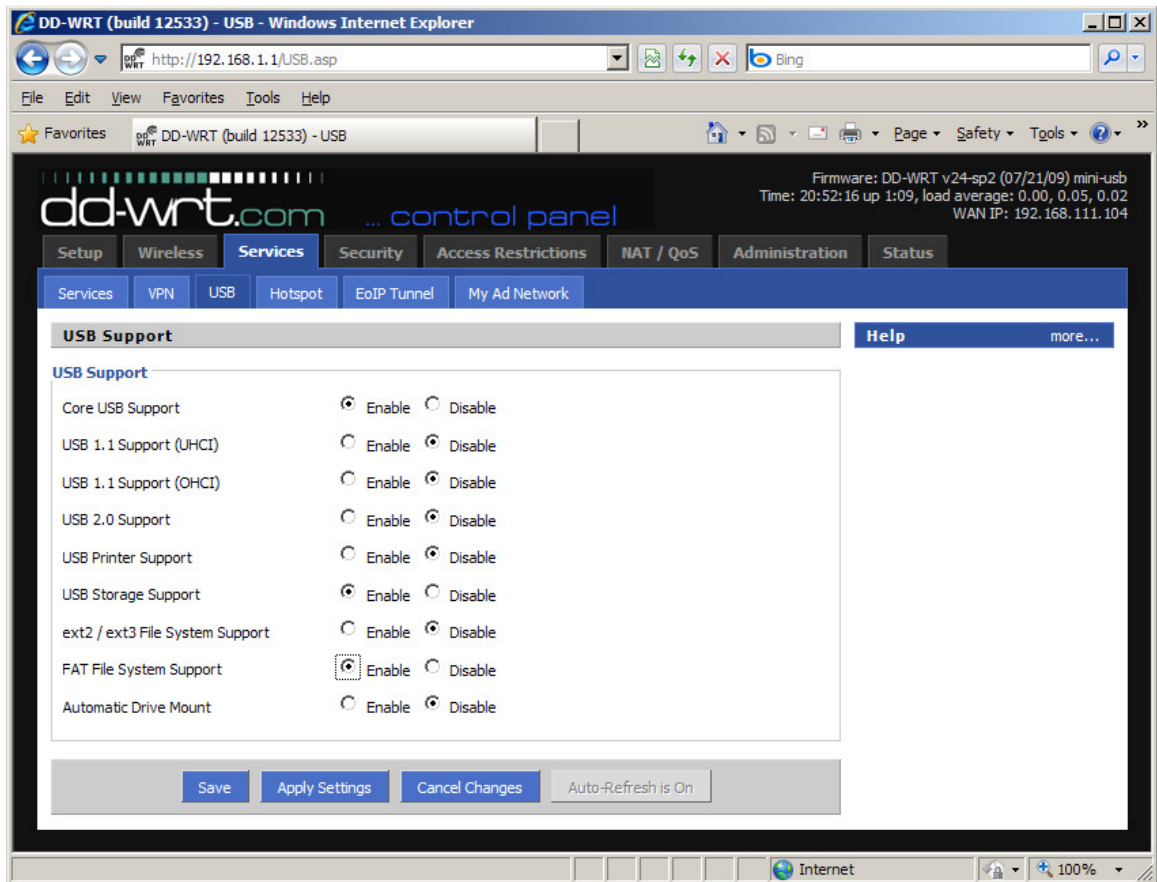 DD-WRT (build 12533) - USB - Windows Internet Explorer
DD WRT http://192.168.1.1/USB.asp Bing
File Edit View Favorites Tools Help
Favorites DD WRT DD-WRT (build 12533) - USB Page Safety Tools »
dd-wrt.com ... control panel
Firmware: DD-WRT v24-sp2 (07/21/09) mini-usb
Time: 20:52:16 up 1:09, load average: 0.00, 0.05, 0.02
WAN IP: 192.168.111.104
Setup Wireless Services Security Access Restrictions NAT / QoS Administration Status
Services VPN USB Hotspot EoIP Tunnel My Ad Network
USB Support
Help more...
USB Support
Core USB Support Enable Disable
USB 1.1 Support (UHCI) Enable Disable
USB 1.1 Support (OHCI) Enable Disable
USB 2.0 Support Enable Disable
USB Printer Support Enable Disable
USB Storage Support Enable Disable
ext2 / ext3 File System Support Enable Disable
FAT File System Support Enable Disable
Automatic Drive Mount Enable Disable
Save Apply Settings Cancel Changes Auto-Refresh is On
Internet 100%